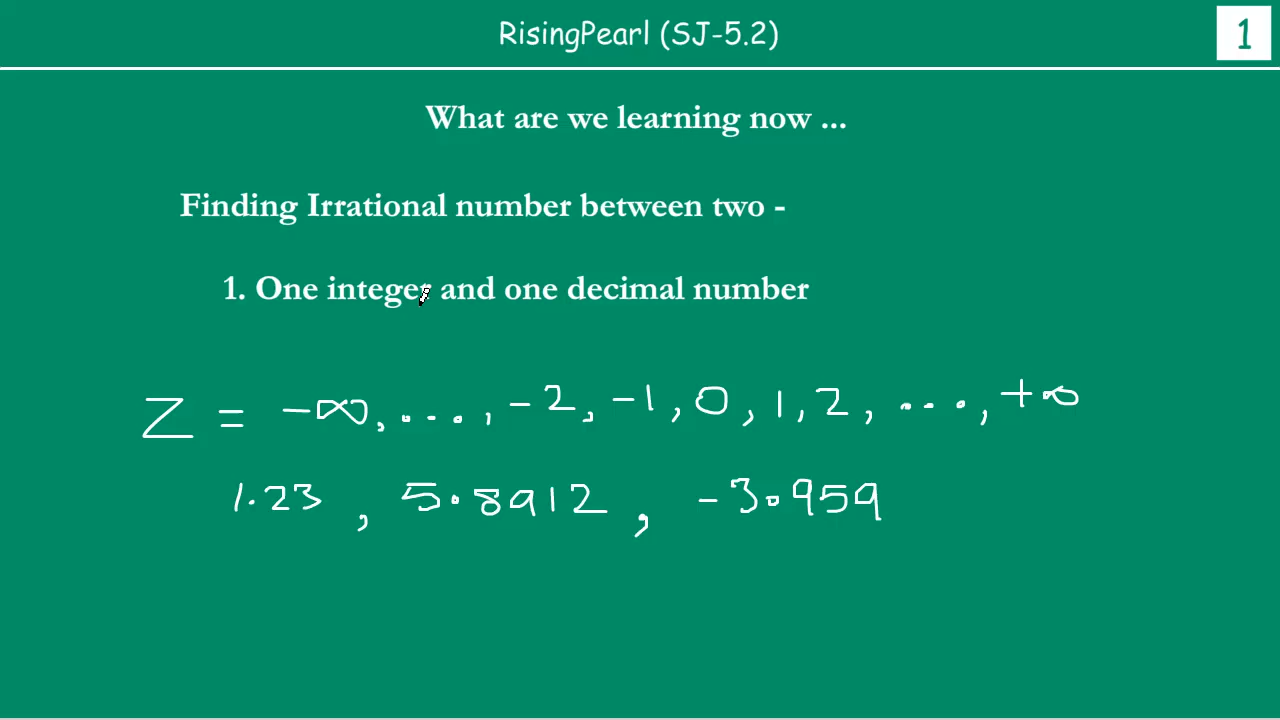 RisingPearl (SJ-5.2)
1
What are we learning now ...
Finding Irrational number between two -
1. One integer and one decimal number
Z = -∞, ..., -2, -1, 0, 1, 2, ..., +∞
1.23 , 5.8912 , -3.959